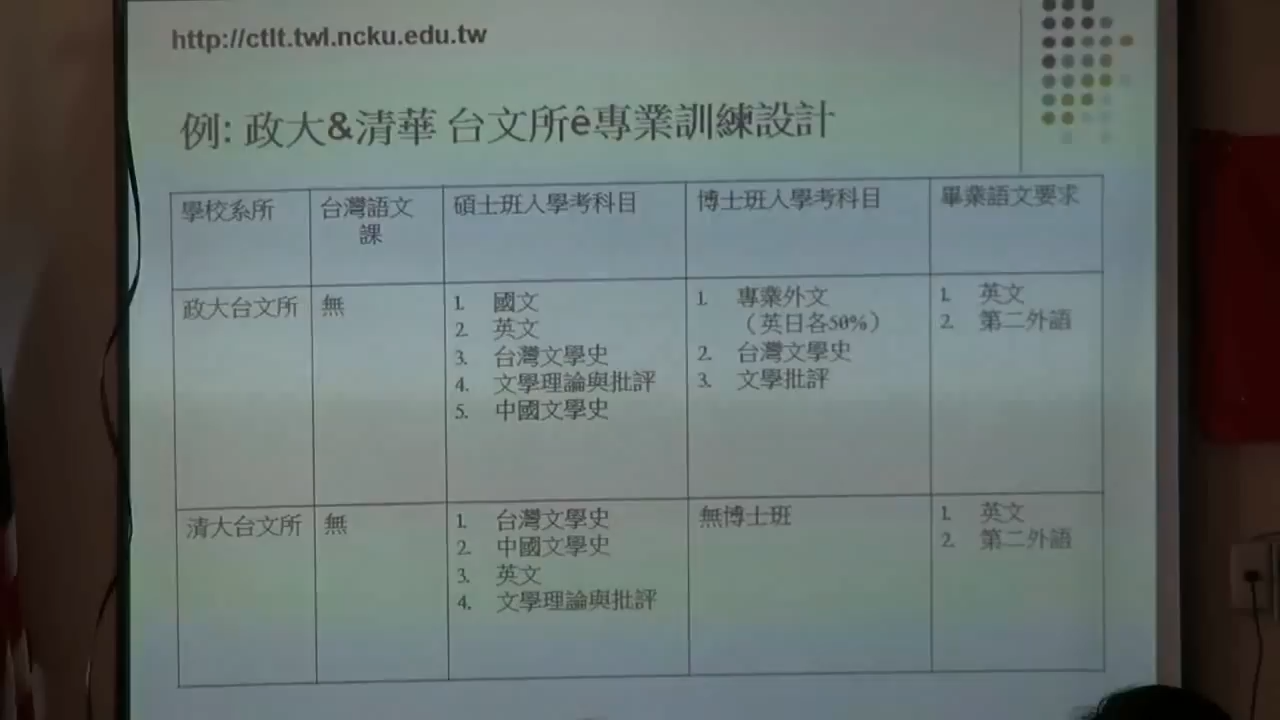 http://ctlt.twl.ncku.edu.tw
例: 政大&清華 台文所ê專業訓練設計
學校系所
台灣語文
課
碩士班入學考科目
博士班入學考科目
畢業語文要求
政大台文所
無
1. 國文
2. 英文
3. 台灣文學史
4. 文學理論與批評
5. 中國文學史
1. 專業外文
（英日各50%）
2. 台灣文學史
3. 文學批評
1. 英文
2. 第二外語
清大台文所
無
1. 台灣文學史
2. 中國文學史
3. 英文
4. 文學理論與批評
無博士班
1. 英文
2. 第二外語